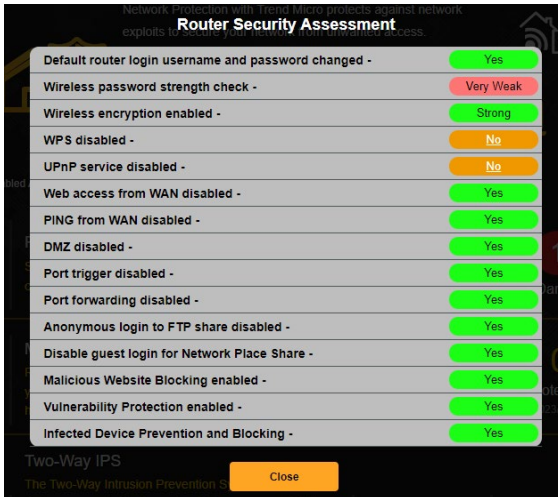 Network Protection with Trend Micro protects against network
Router Security Assessment
exploits to secure your network from unwanted access.
Default router login username and password changed - Yes
Wireless password strength check - Very Weak
Wireless encryption enabled - Strong
WPS disabled - No
UPnP service disabled - No
Web access from WAN disabled - Yes
PING from WAN disabled - Yes
DMZ disabled - Yes
Port trigger disabled - Yes
Port forwarding disabled - Yes
Anonymous login to FTP share disabled - Yes
Disable guest login for Network Place Share - Yes
Malicious Website Blocking enabled - Yes
Vulnerability Protection enabled - Yes
Infected Device Prevention and Blocking - Yes
Two-Way IPS
Close
The Two-Way Intrusion Prevention